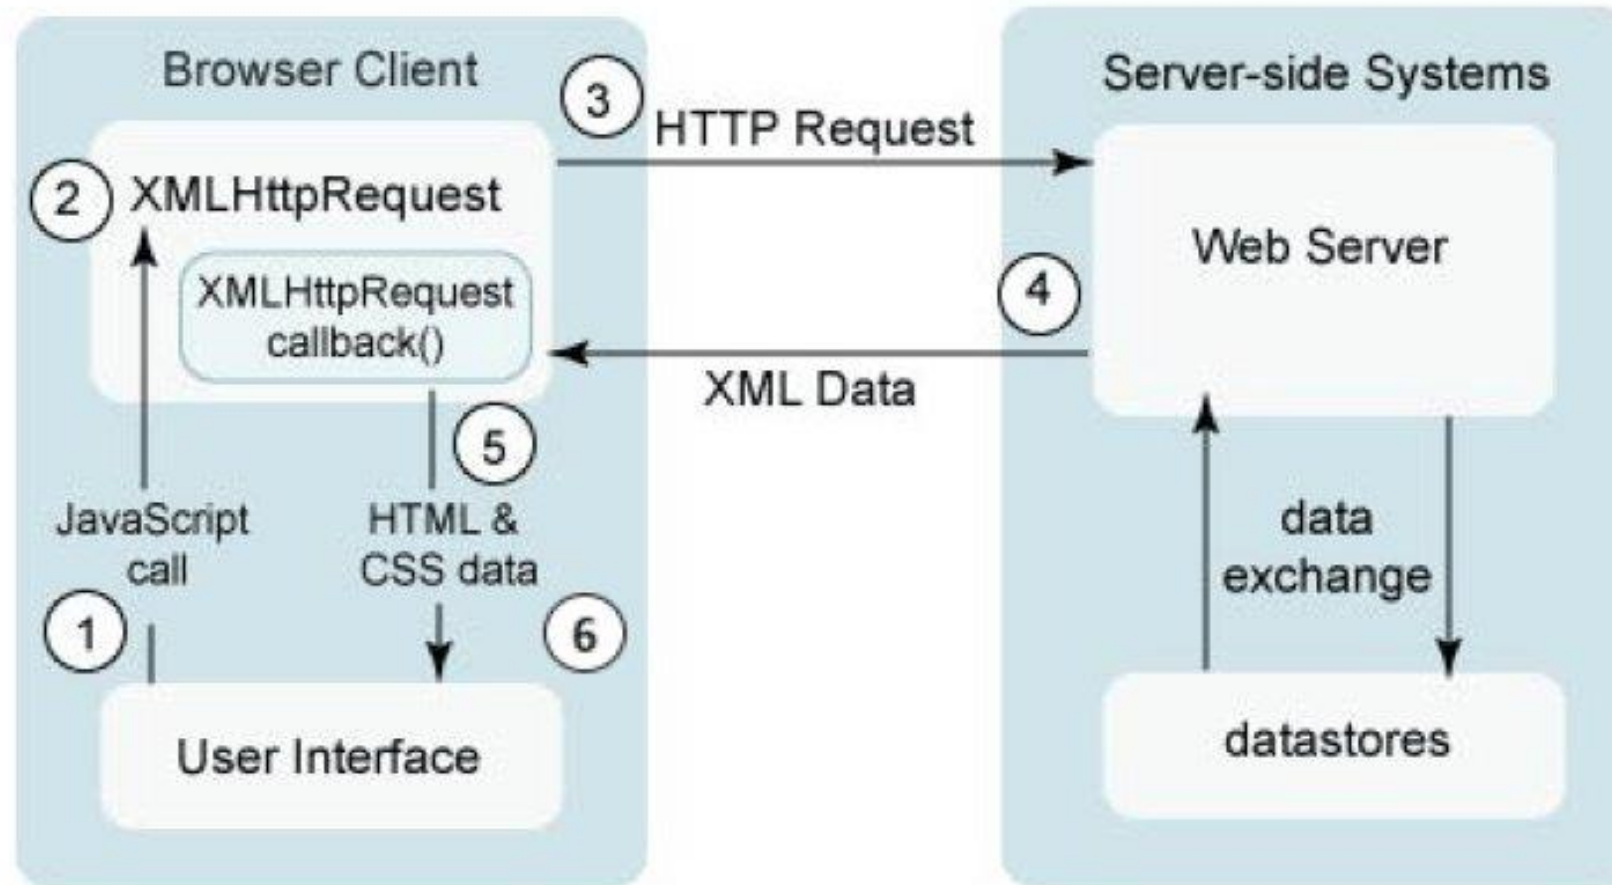 Browser Client
3
HTTP Request
Server-side Systems
2
XMLHttpRequest
Web Server
XMLHttpRequest
callback()
4
XML Data
5
JavaScript
call
HTML &
CSS data
data
exchange
1
6
User Interface
datastores